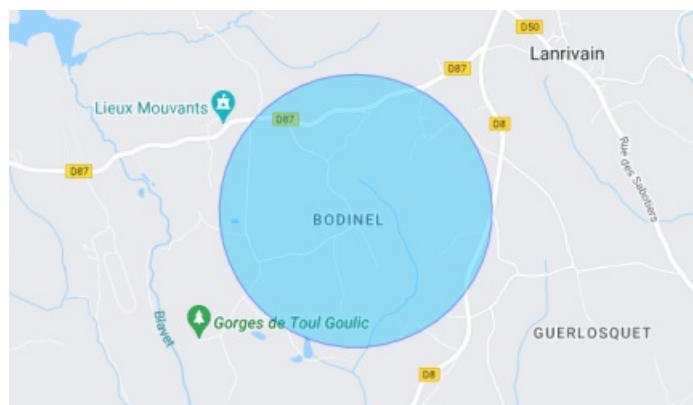 D50
Lanrivain
D87
Lieux Mouvants
D87
D8
D87
Rue des Sabotiers
BODINEL
Blavet
Gorges de Toul Goulic
GUERLOSQUET
D8